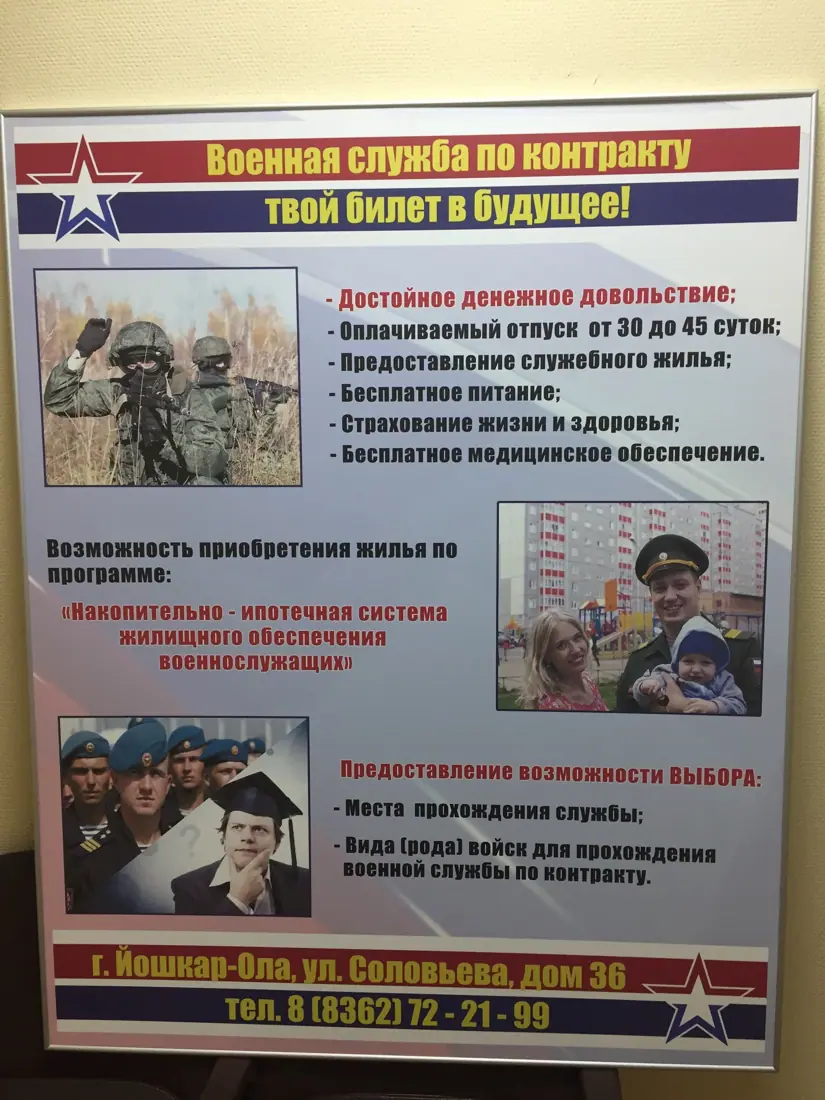 Военная служба по контракту
твой билет в будущее!
- Достойное денежное довольствие;
- Оплачиваемый отпуск от 30 до 45 суток;
- Предоставление служебного жилья;
- Бесплатное питание;
- Страхование жизни и здоровья;
- Бесплатное медицинское обеспечение.
Возможность приобретения жилья по
программе:
«Накопительно - ипотечная система
жилищного обеспечения
военнослужащих»
Предоставление возможности ВЫБОРА:
- Места прохождения службы;
- Вида (рода) войск для прохождения
военной службы по контракту.
г. Йошкар-Ола, ул. Соловьева, дом 36
тел. 8 (8362) 72 - 21 - 99